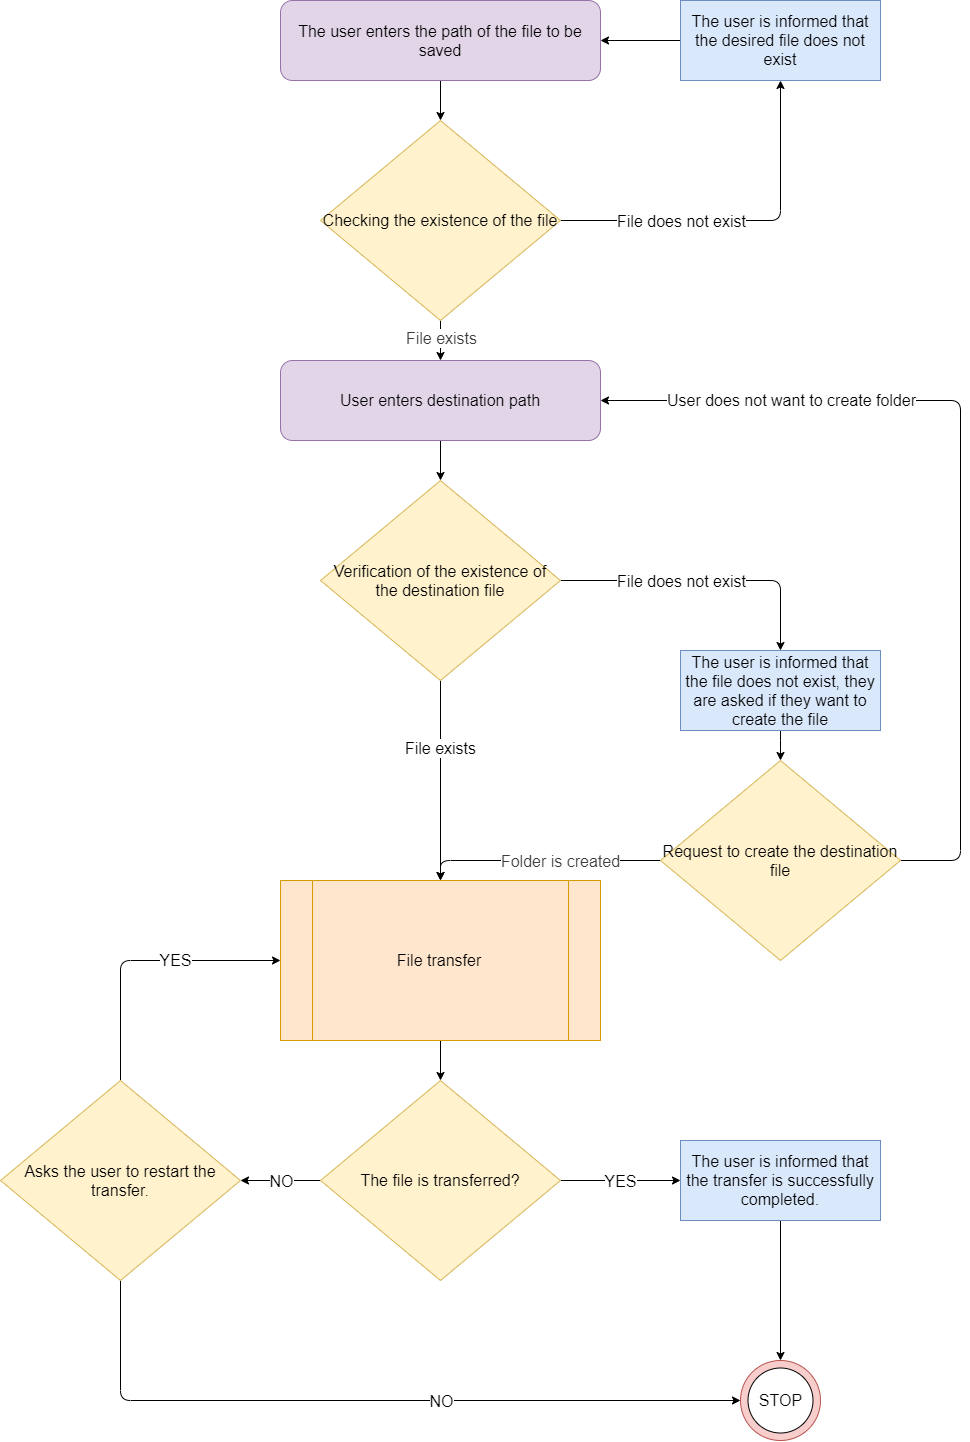 The user enters the path of the file to be
saved
The user is informed that
the desired file does not
exist
Checking the existence of the file
File does not exist
File exists
User enters destination path
User does not want to create folder
Verification of the existence of
the destination file
File does not exist
The user is informed that
the file does not exist, they
are asked if they want to
create the file
File exists
Request to create the destination
file
Folder is created
File transfer
YES
Asks the user to restart the
transfer.
NO
The file is transferred?
YES
The user is informed that
the transfer is successfully
completed.
NO
STOP